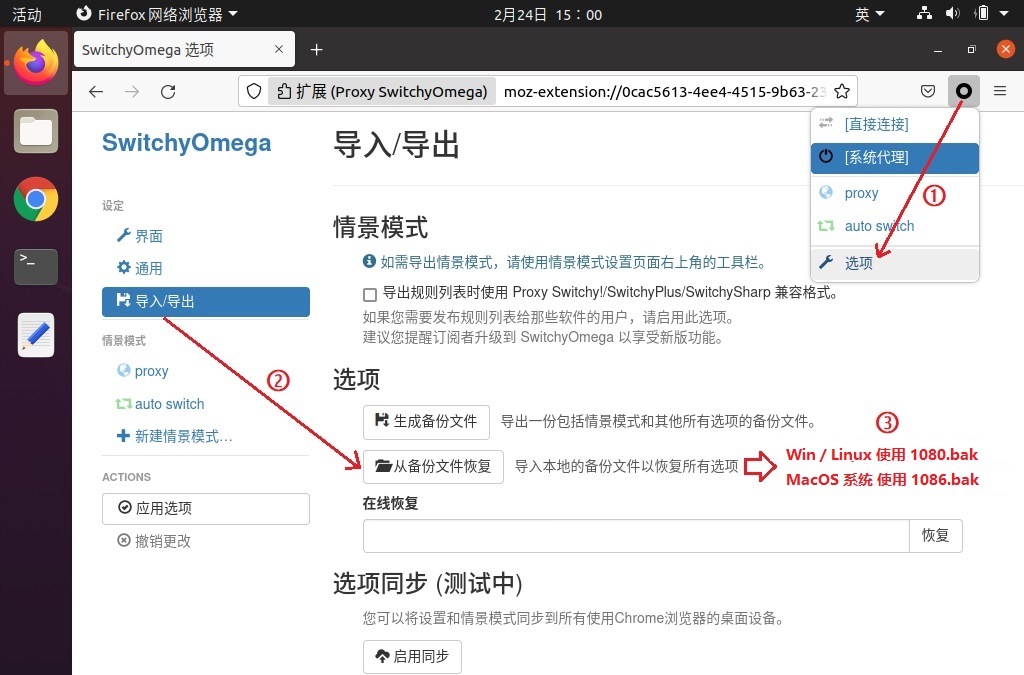 活动
Firefox 网络浏览器
2月24日 15：00
英
SwitchyOmega 选项
扩展 (Proxy SwitchyOmega)
moz-extension://0cac5613-4ee4-4515-9b63-23
SwitchyOmega
设定
界面
通用
导入/导出
情景模式
proxy
auto switch
新建情景模式…
ACTIONS
应用选项
撤销更改
导入/导出
情景模式
如需导出情景模式，请使用情景模式设置页面右上角的工具栏。
导出规则列表时使用 Proxy Switchy!/SwitchyPlus/SwitchySharp 兼容格式。
如果您需要发布规则列表给那些软件的用户，请启用此选项。
建议您提醒订阅者升级到 SwitchyOmega 以享受新版功能。
选项
生成备份文件 导出一份包括情景模式和其他所有选项的备份文件。
从备份文件恢复 导入本地的备份文件以恢复所有选项
在线恢复
恢复
选项同步 (测试中)
您可以将设置和情景模式同步到所有使用Chrome浏览器的桌面设备。
启用同步
[直接连接]
[系统代理]
proxy
auto switch
选项
①
②
③
Win / Linux 使用 1080.bak
MacOS 系统 使用 1086.bak
>_